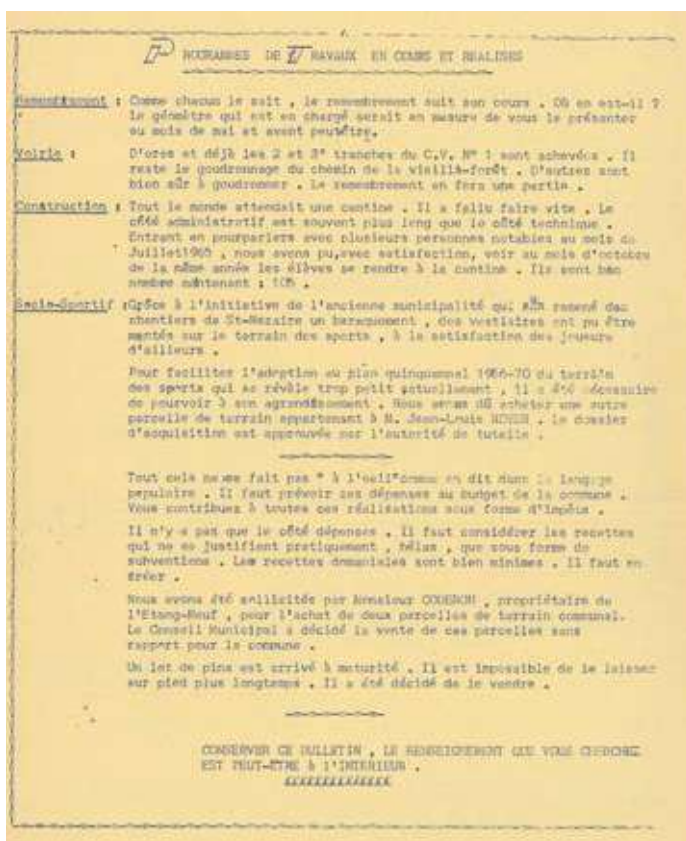 PROGRAMMES DE TRAVAUX EN COURS ET REALISES
Remembrement : Comme chacun le sait , le remembrement suit son cours . Où en est-il ?
Le géomètre qui est en chargé serait en mesure de vous le présenter
au mois de mai et avant peutêtre.
Voirie : D'ores et déjà les 2 et 3° tranches du C.V. N° 1 sont achevées . Il
reste le goudronnage du chemin de la vieille-forêt . D'autres sont
bien sûr à goudronner . Le remembrement en fera une partie .
Construction : Tout le monde attendait une cantine . Il a fallu faire vite . Le
côté administratif est souvent plus long que le côté technique .
Entrant en pourparlers avec plusieurs personnes notables au mois de
Juillet1965 , nous avons pu,avec satisfaction, voir au mois d'octobre
de la même année les élèves se rendre à la cantine . Ils sont bon
nombre maintenant : 105 .
Socio-Sportif :Grâce à l'initiative de l'ancienne municipalité qui a ramené des
chantiers de St-Nazaire un baraquement , des vestiaires ont pu être
montés sur le terrain des sports , à la satisfaction des joueurs
d'ailleurs .
Pour faciliter l'adoption au plan quinquennal 1966-70 du terrain
des sports qui se révèle trop petit actuellement , il a été nécessaire
de pourvoir à son agrandissement . Nous avons dû acheter une autre
parcelle de terrain appartenant à M. Jean-Louis . Le dossier
d'acquisition est approuvée par l'autorité de tutelle .
Tout cela ne se fait pas " à l'oeil"comme on dit dans le langage
populaire . Il faut prévoir ces dépenses au budget de la commune .
Vous contribuez à toutes ces réalisations sous forme d'impôts .
Il n'y a pas que le côté dépenses . Il faut considérer les recettes
qui ne se justifient pratiquement , hélas , que sous forme de
subventions . Les recettes domaniales sont bien minimes . Il faut en
créer .
Nous avons été sollicités par Monsieur , propriétaire de
l'Etang-Neuf , pour l'achat de deux parcelles de terrain communal.
Le Conseil Municipal a décidé la vente de ces parcelles sans
rapport pour la commune .
Un lot de pins est arrivé à maturité . Il est impossible de le laisser
sur pied plus longtemps . Il a été décidé de le vendre .
CONSERVER CE BULLETIN , LE RENSEIGNEMENT QUE VOUS CHERCHEZ
EST PEUT-ETRE à L'INTERIEUR .